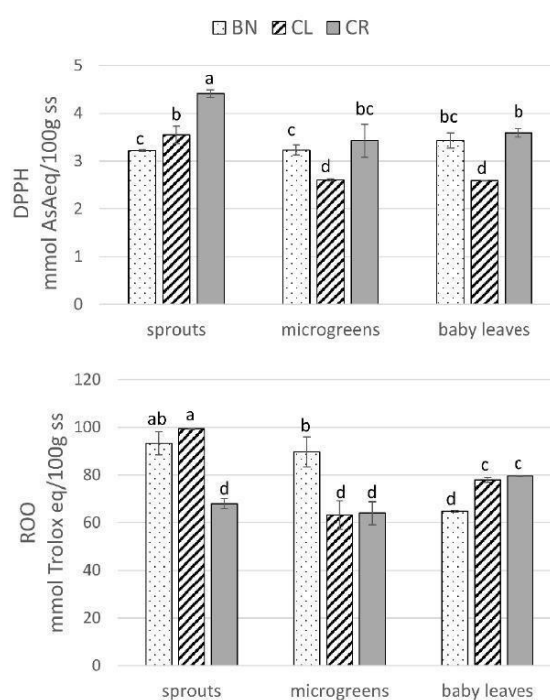 BN CL CR
5
4
3
2
1
0
DPPH
mmol AsAeq/100g ss
c b a
c d bc
bc d b
sprouts microgreens baby leaves
120
100
80
60
40
20
0
ROO
mmol Trolox eq/100g ss
ab a d
b d d
d c c
sprouts microgreens baby leaves